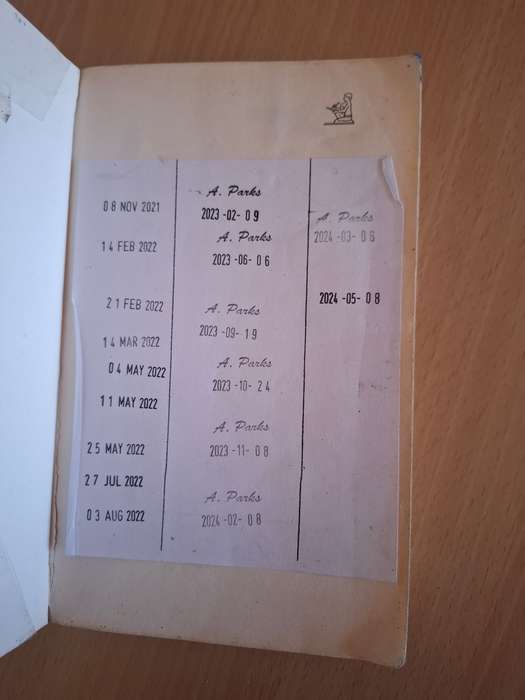 08 NOV 2021
14 FEB 2022
21 FEB 2022
14 MAR 2022
04 MAY 2022
11 MAY 2022
25 MAY 2022
27 JUL 2022
03 AUG 2022
A. Parks
2023-02-09
A. Parks
2023-06-06
A. Parks
2023-09-19
A. Parks
2023-10-24
A. Parks
2023-11-08
A. Parks
2024-02-08
A. Parks
2024-03-06
2024-05-08